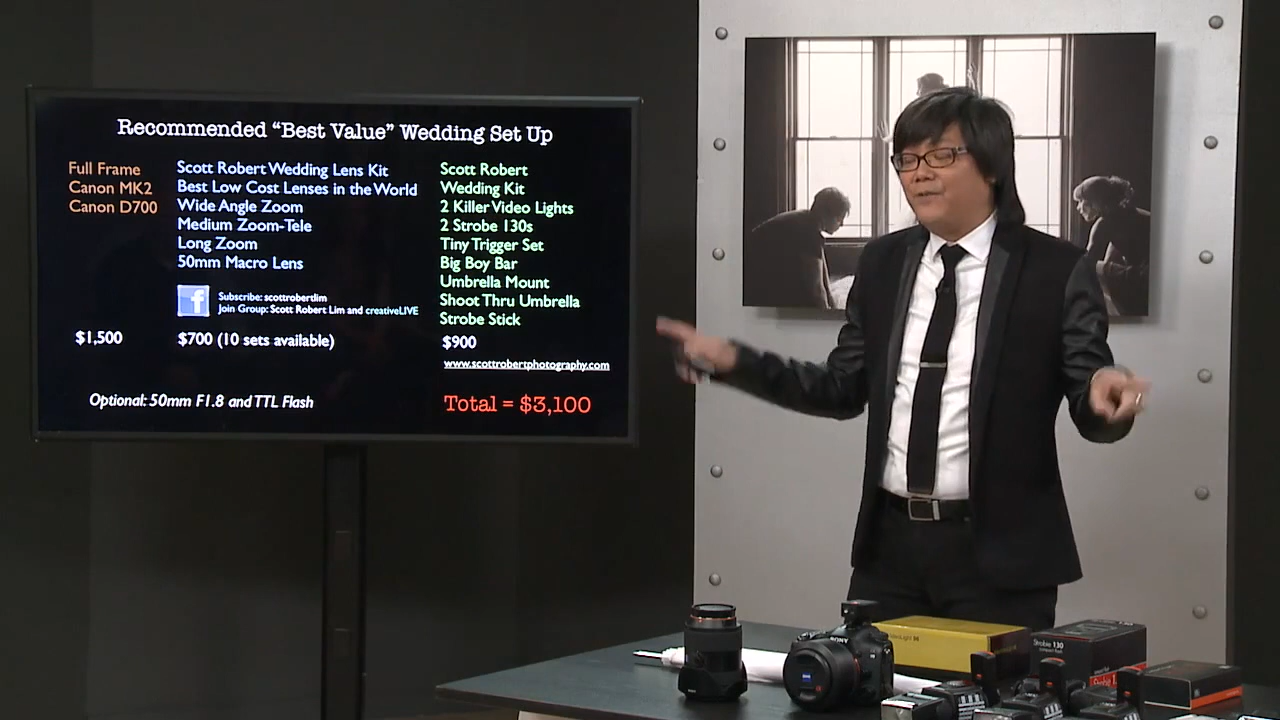 Recommended “Best Value” Wedding Set Up
Full Frame
Canon MK2
Canon D700
$1,500
Scott Robert Wedding Lens Kit
Best Low Cost Lenses in the World
Wide Angle Zoom
Medium Zoom-Tele
Long Zoom
50mm Macro Lens
f
Subscribe: scottrobertlim
Join Group: Scott Robert Lim and creativeLIVE
$700 (10 sets available)
Scott Robert
Wedding Kit
2 Killer Video Lights
2 Strobe 130s
Tiny Trigger Set
Big Boy Bar
Umbrella Mount
Shoot Thru Umbrella
Strobe Stick
$900
www.scottrobertphotography.com
Optional: 50mm F1.8 and TTL Flash
Total = $3,100
SONY
Strobie 130